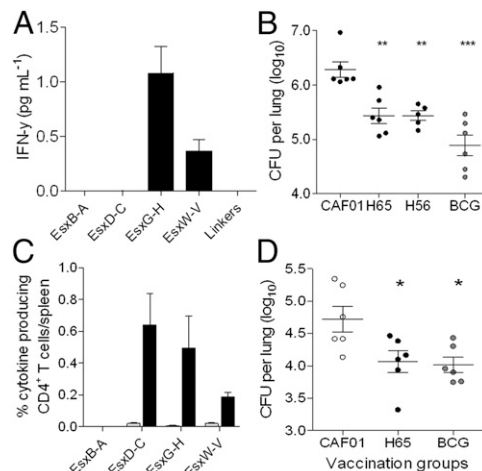 A
IFN-γ (pg mL⁻¹)
1.5
1.0
0.5
0.0
EsxB-A
EsxD-C
EsxG-H
EsxW-V
Linkers
B
CFU per lung (log₁₀)
7.0
6.0
5.0
4.0
** ** ***
CAF01 H65 H56 BCG
C
% cytokine producing
CD4⁺ T cells/spleen
1.0
0.8
0.6
0.4
0.2
0.0
EsxB-A
EsxD-C
EsxG-H
EsxW-V
D
CFU per lung (log₁₀)
5.5
5.0
4.5
4.0
3.5
3.0
* *
CAF01 H65 BCG
Vaccination groups